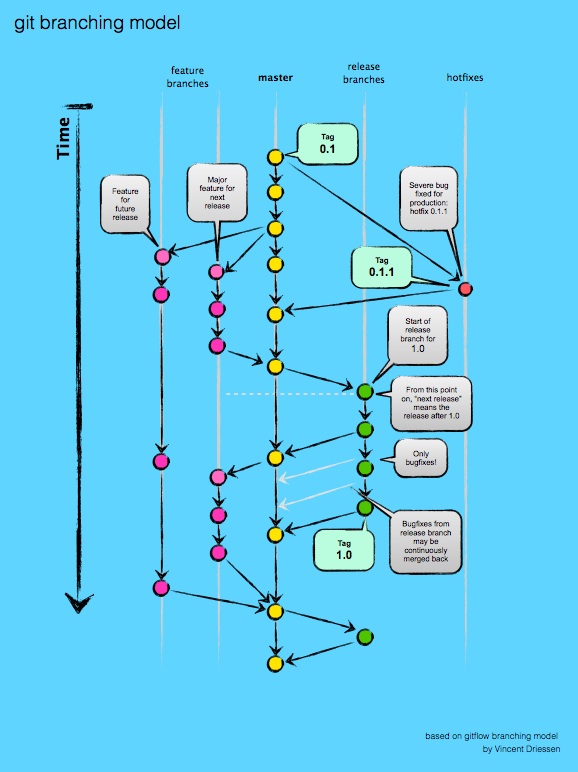 git branching model
feature
branches
master
release
branches
hotfixes
Time
Tag
0.1
Feature
for
future
release
Major
feature for
next
release
Severe bug
fixed for
production:
hotfix 0.1.1
Tag
0.1.1
Start of
release
branch for
1.0
From this point
on, "next release"
means the
release after 1.0
Only
bugfixes!
Tag
1.0
Bugfixes from
release branch
may be
continuously
merged back
based on gitflow branching model
by Vincent Driessen